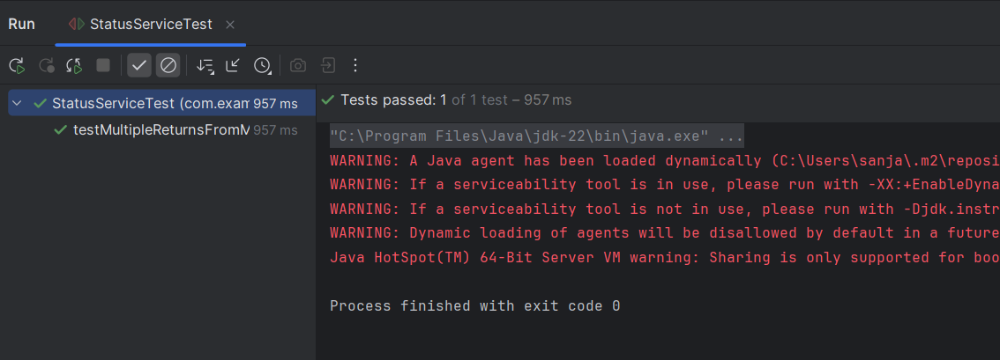 Run StatusServiceTest
StatusServiceTest (com.exam 957 ms
testMultipleReturnsFromM 957 ms
Tests passed: 1 of 1 test – 957 ms
"C:\Program Files\Java\jdk-22\bin\java.exe" ...
WARNING: A Java agent has been loaded dynamically (C:\Users\sanja\.m2\reposi
WARNING: If a serviceability tool is in use, please run with -XX:+EnableDyna
WARNING: If a serviceability tool is not in use, please run with -Djdk.instr
WARNING: Dynamic loading of agents will be disallowed by default in a future
Java HotSpot(TM) 64-Bit Server VM warning: Sharing is only supported for boo
Process finished with exit code 0